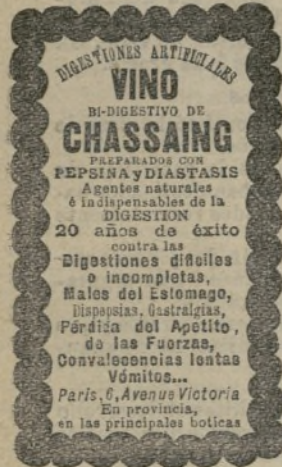 DIGESTIONES ARTIFICIALES
VINO
BI-DIGESTIVO DE
CHASSAING
PREPARADOS CON
PEPSINA y DIASTASIS
Agentes naturales
é indispensables de la
DIGESTION
20 años de éxito
contra las
Digestiones dificiles
o incompletas,
Males del Estomago,
Dispepsias, Gastralgias,
Pérdida del Apetito,
de las Fuerzas,
Convalecencias lentas
Vómitos...
Paris, 6, Avenue Victoria
En provincia,
en las principales boticas